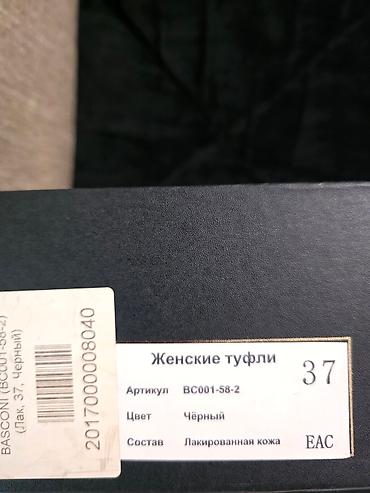 Женские туфли
37
Артикул BC001-58-2
Цвет Чёрный
Состав Лакированная кожа
EAC
BASCONI (BC001-58-2)
(Лак, 37, Черный)
2017000008040